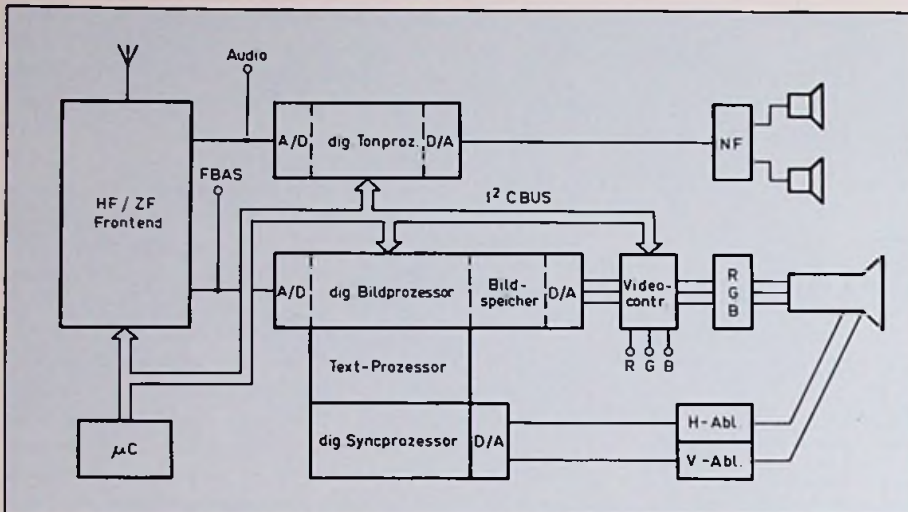 Audio
A/D
dig Tonproz.
D/A
NF
HF / ZF
Frontend
FBAS
I² C BUS
A/D
dig Bildprozessor
Bild-
speicher
D/A
Video-
contr.
R
G
B
R G B
Text-Prozessor
dig Syncprozessor
D/A
H-Abl.
V-Abl.
µC